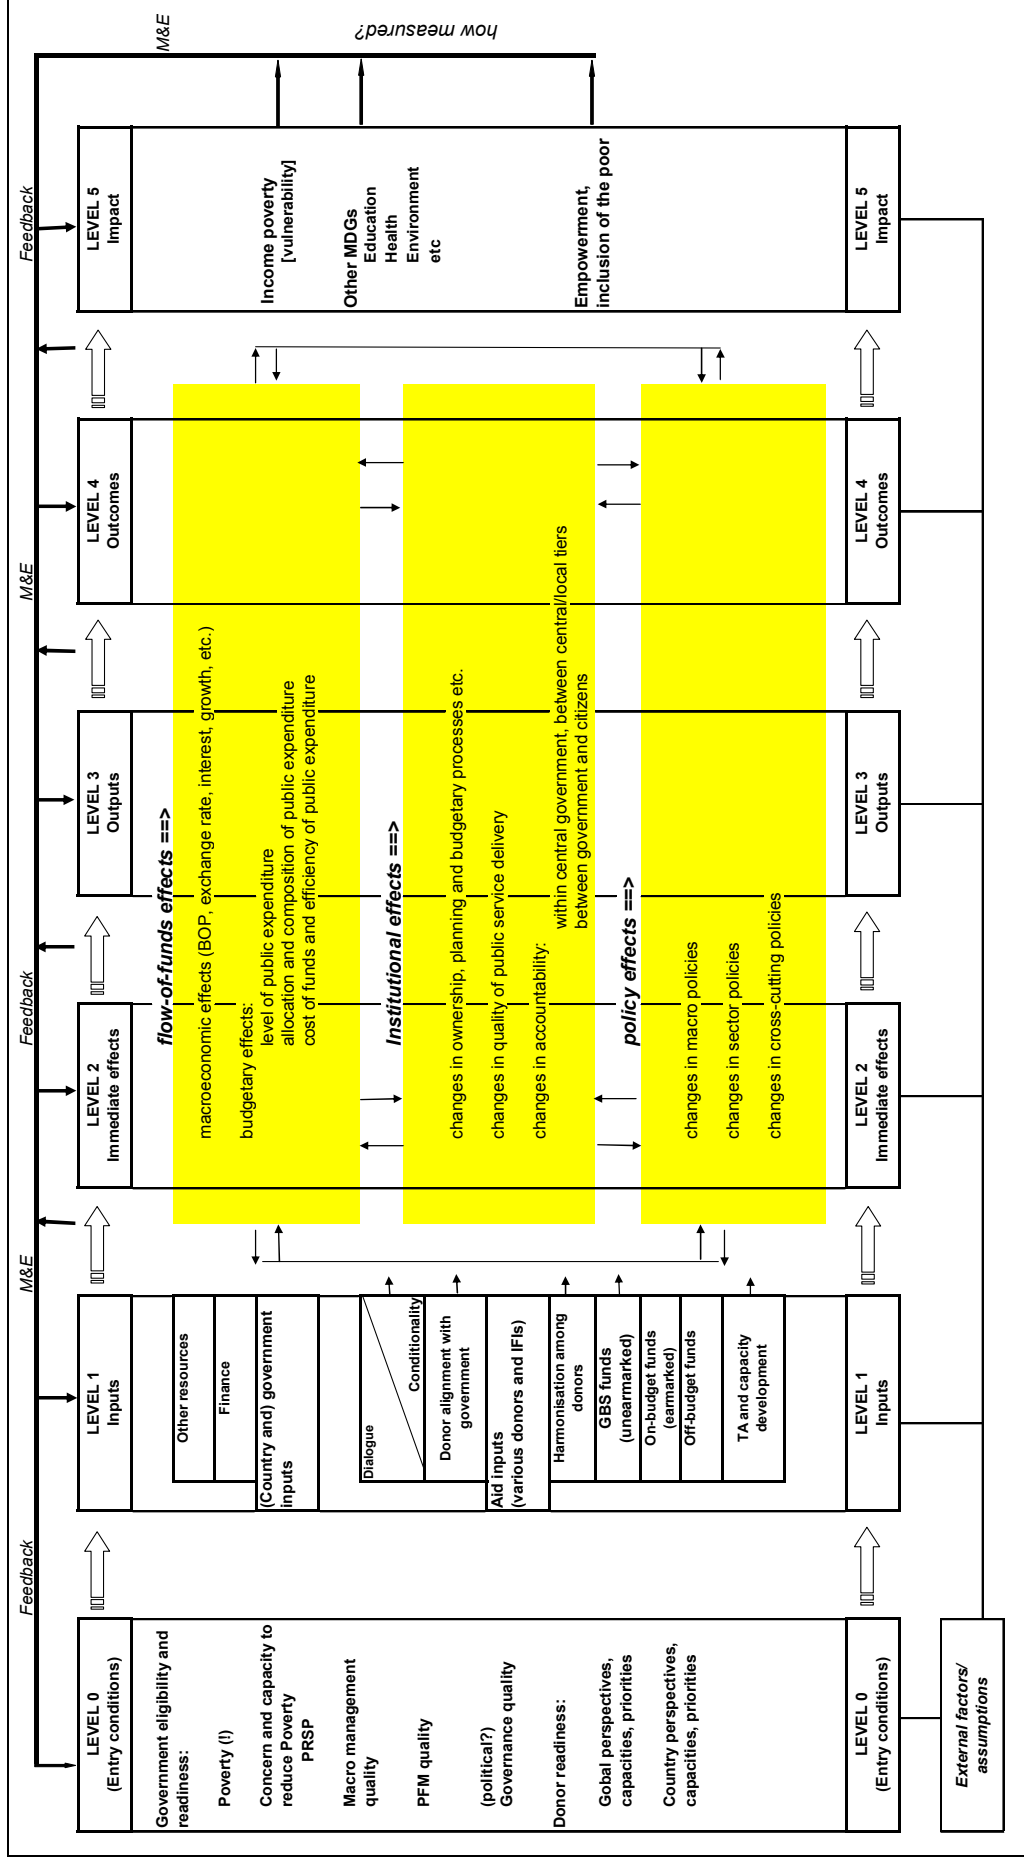 Feedback
M&E
Feedback
M&E
Feedback
M&E
how measured?
LEVEL 0
(Entry conditions)
LEVEL 1
Inputs
LEVEL 2
Immediate effects
LEVEL 3
Outputs
LEVEL 4
Outcomes
LEVEL 5
Impact
Government eligibility and
readiness:
Poverty (!)
Concern and capacity to
reduce Poverty
PRSP
Macro management
quality
PFM quality
(political?)
Governance quality
Donor readiness:
Gobal perspectives,
capacities, priorities
Country perspectives,
capacities, priorities
Other resources
Finance
(Country and) government
inputs
Dialogue
Conditionality
Donor alignment with
government
Aid inputs
(various donors and IFIs)
Harmonisation among
donors
GBS funds
(unearmarked)
On-budget funds
(earmarked)
Off-budget funds
TA and capacity
development
flow-of-funds effects ==>
macroeconomic effects (BOP, exchange rate, interest, growth, etc.)
budgetary effects:
level of public expenditure
allocation and composition of public expenditure
cost of funds and efficiency of public expenditure
Institutional effects ==>
changes in ownership, planning and budgetary processes etc.
changes in quality of public service delivery
changes in accountability:
within central government, between central/local tiers
between government and citizens
policy effects ==>
changes in macro policies
changes in sector policies
changes in cross-cutting policies
Income poverty
[vulnerability]
Other MDGs
Education
Health
Environment
etc
Empowerment,
inclusion of the poor
LEVEL 0
(Entry conditions)
LEVEL 1
Inputs
LEVEL 2
Immediate effects
LEVEL 3
Outputs
LEVEL 4
Outcomes
LEVEL 5
Impact
External factors/
assumptions